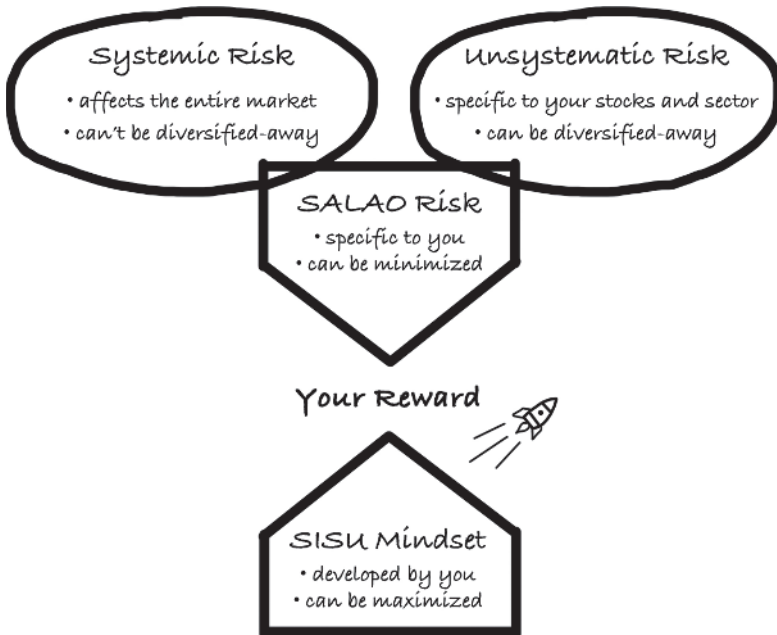 Systemic Risk
• affects the entire market
• can't be diversified-away
Unsystematic Risk
• specific to your stocks and sector
• can be diversified-away
SALAO Risk
• specific to you
• can be minimized
Your Reward
SISU Mindset
• developed by you
• can be maximized